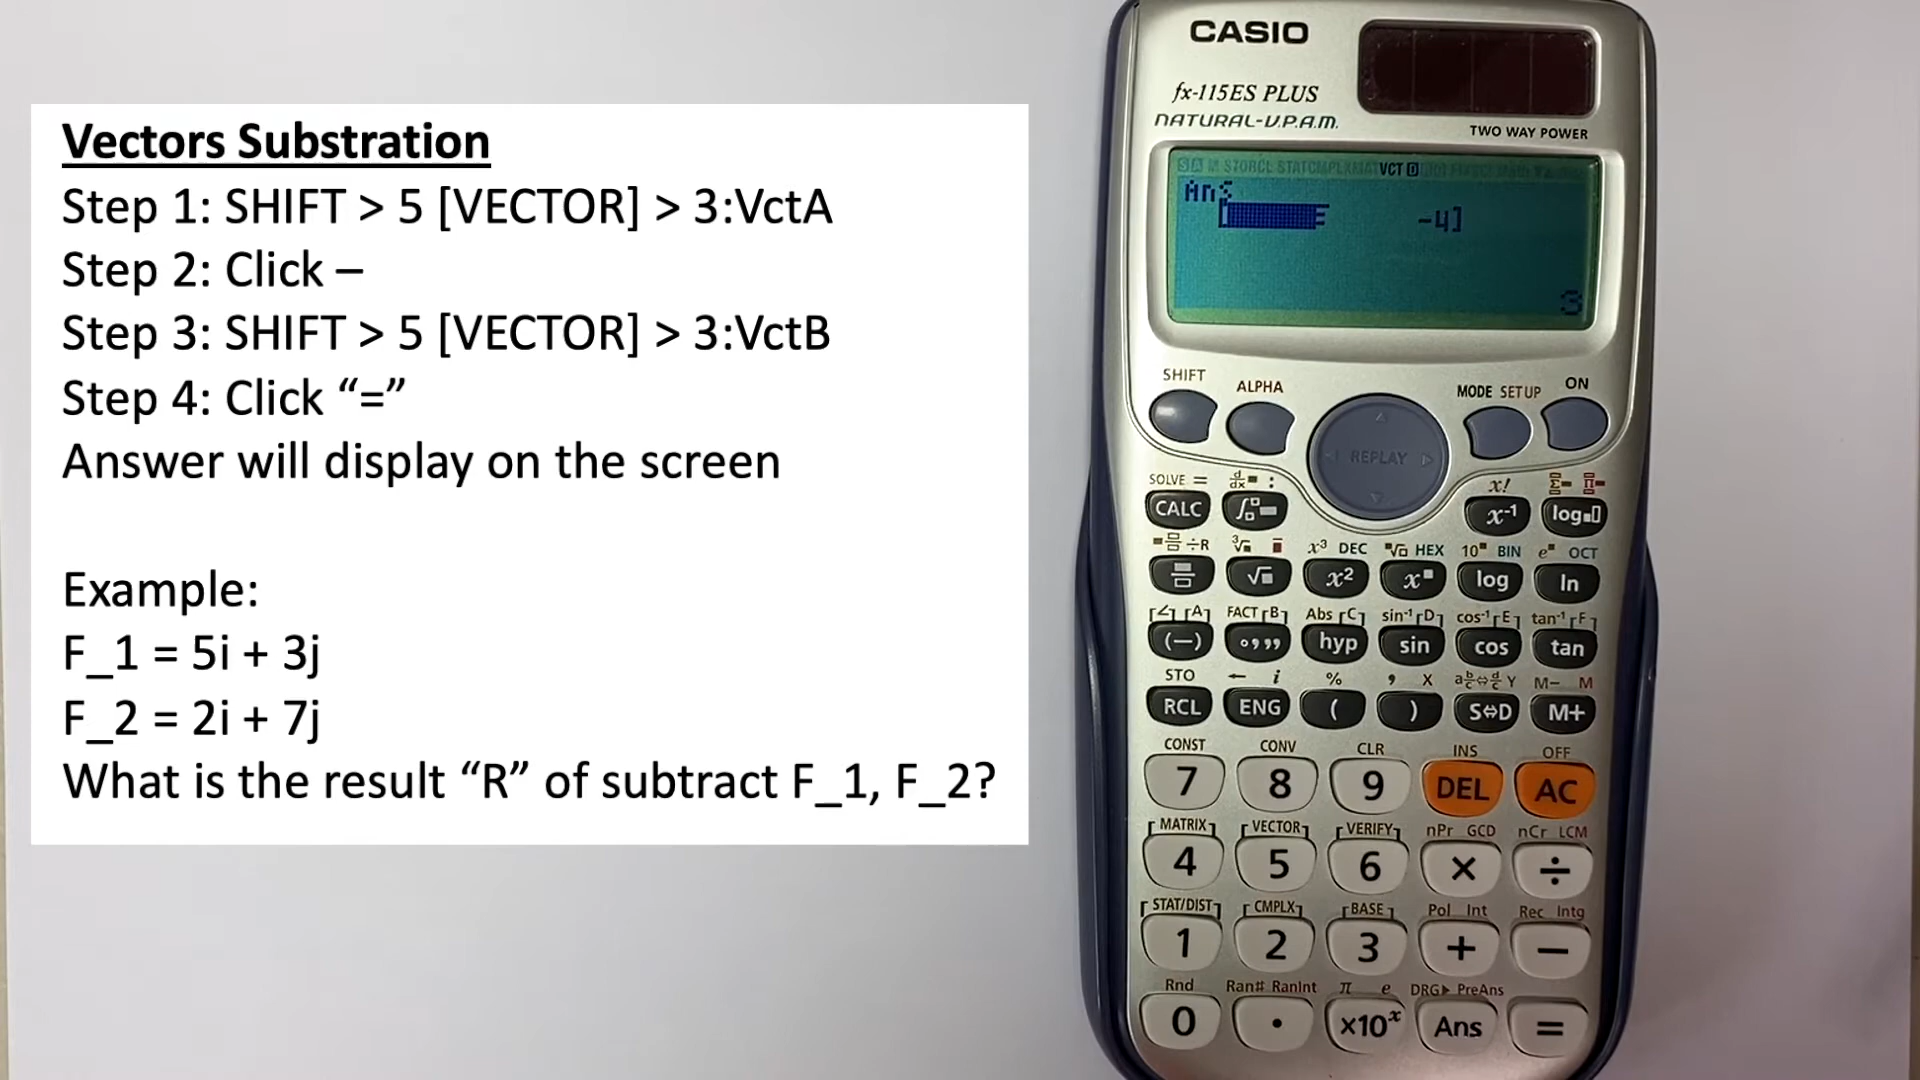 Vectors Substration
Step 1: SHIFT > 5 [VECTOR] > 3:VctA
Step 2: Click –
Step 3: SHIFT > 5 [VECTOR] > 3:VctB
Step 4: Click “=”
Answer will display on the screen
Example:
F_1 = 5i + 3j
F_2 = 2i + 7j
What is the result “R” of subtract F_1, F_2?
CASIO
fx-115ES PLUS
NATURAL-V.P.A.M.
TWO WAY POWER
VCT D
Ans
-4]
3
SHIFT ALPHA MODE SETUP ON
REPLAY
SOLVE = d/dx :  x!
CALC x⁻¹ log
÷R x³ DEC HEX 10 BIN e OCT
√ x² x log ln
∠ A FACT B Abs C sin⁻¹ D cos⁻¹ E tan⁻¹ F
(−) °,,, hyp sin cos tan
STO ← i % , X a b/c⇔d/c Y M− M
RCL ENG ( ) S⇔D M+
CONST CONV CLR INS OFF
7 8 9 DEL AC
MATRIX VECTOR VERIFY nPr GCD nCr LCM
4 5 6 × ÷
STAT/DIST CMPLX BASE Pol Int Rec Intg
1 2 3 + −
Rnd Ran# RanInt π e DRG▶ PreAns
0 . ×10ˣ Ans =